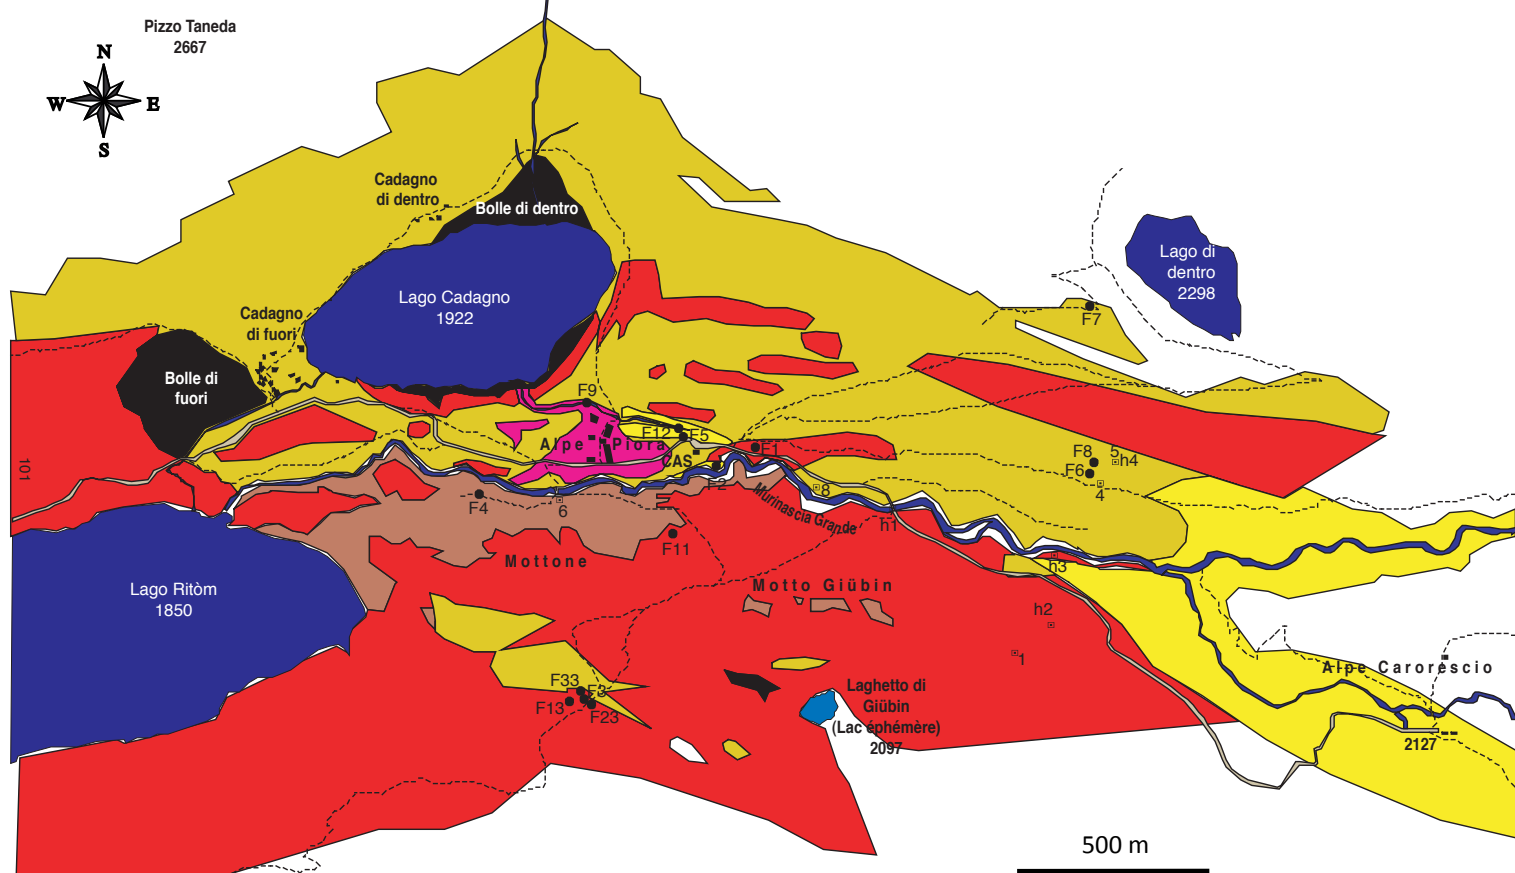 Pizzo Taneda
2667
N
W
E
S
Cadagno
di dentro
Bolle di dentro
Lago di
dentro
2298
Lago Cadagno
1922
Cadagno
di fuori
F7
Bolle di
fuori
F9
Alpe Piora
F12
F5
CAS
F1
F2
F8
5
h4
F6
4
101
F4
6
8
Murinascia Grande
h1
F11
Mottone
h3
Motto Giübin
h2
Lago Ritòm
1850
1
Alpe Carorescio
F33
F3
F13
F23
Laghetto di
Giübin
(Lac éphémère)
2097
2127
500 m